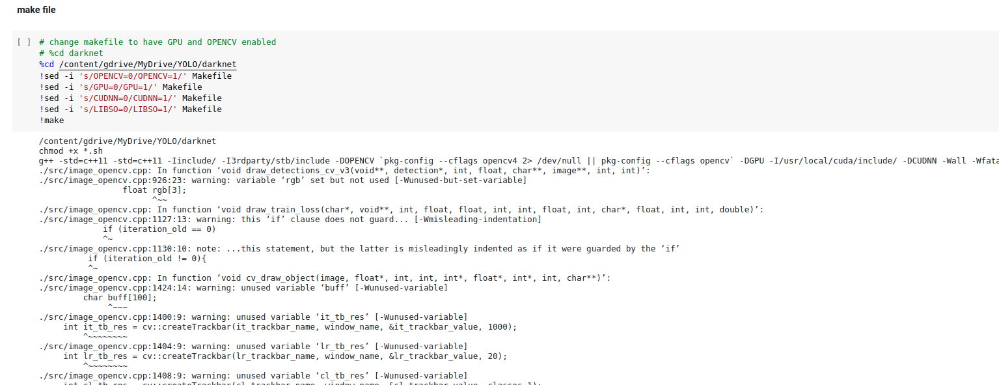 make file
[ ] # change makefile to have GPU and OPENCV enabled
# %cd darknet
%cd /content/gdrive/MyDrive/YOLO/darknet
!sed -i 's/OPENCV=0/OPENCV=1/' Makefile
!sed -i 's/GPU=0/GPU=1/' Makefile
!sed -i 's/CUDNN=0/CUDNN=1/' Makefile
!sed -i 's/LIBSO=0/LIBSO=1/' Makefile
!make
/content/gdrive/MyDrive/YOLO/darknet
chmod +x *.sh
g++ -std=c++11 -std=c++11 -Iinclude/ -I3rdparty/stb/include -DOPENCV `pkg-config --cflags opencv4 2> /dev/null || pkg-config --cflags opencv` -DGPU -I/usr/local/cuda/include/ -DCUDNN -Wall -Wfata
./src/image_opencv.cpp: In function ‘void draw_detections_cv_v3(void**, detection*, int, float, char**, image**, int, int)’:
./src/image_opencv.cpp:926:23: warning: variable ‘rgb’ set but not used [-Wunused-but-set-variable]
float rgb[3];
^~~
./src/image_opencv.cpp: In function ‘void draw_train_loss(char*, void**, int, float, float, int, int, float, int, char*, float, int, int, double)’:
./src/image_opencv.cpp:1127:13: warning: this ‘if’ clause does not guard... [-Wmisleading-indentation]
if (iteration_old == 0)
^~
./src/image_opencv.cpp:1130:10: note: ...this statement, but the latter is misleadingly indented as if it were guarded by the ‘if’
if (iteration_old != 0){
^~
./src/image_opencv.cpp: In function ‘void cv_draw_object(image, float*, int, int, int*, float*, int*, int, char**)’:
./src/image_opencv.cpp:1424:14: warning: unused variable ‘buff’ [-Wunused-variable]
char buff[100];
^~~~
./src/image_opencv.cpp:1400:9: warning: unused variable ‘it_tb_res’ [-Wunused-variable]
int it_tb_res = cv::createTrackbar(it_trackbar_name, window_name, &it_trackbar_value, 1000);
^~~~~~~~~
./src/image_opencv.cpp:1404:9: warning: unused variable ‘lr_tb_res’ [-Wunused-variable]
int lr_tb_res = cv::createTrackbar(lr_trackbar_name, window_name, &lr_trackbar_value, 20);
^~~~~~~~~
./src/image_opencv.cpp:1408:9: warning: unused variable ‘cl_tb_res’ [-Wunused-variable]
int cl_tb_res = cv::createTrackbar(cl_trackbar_name, window_name, &cl_trackbar_value, classes-1);